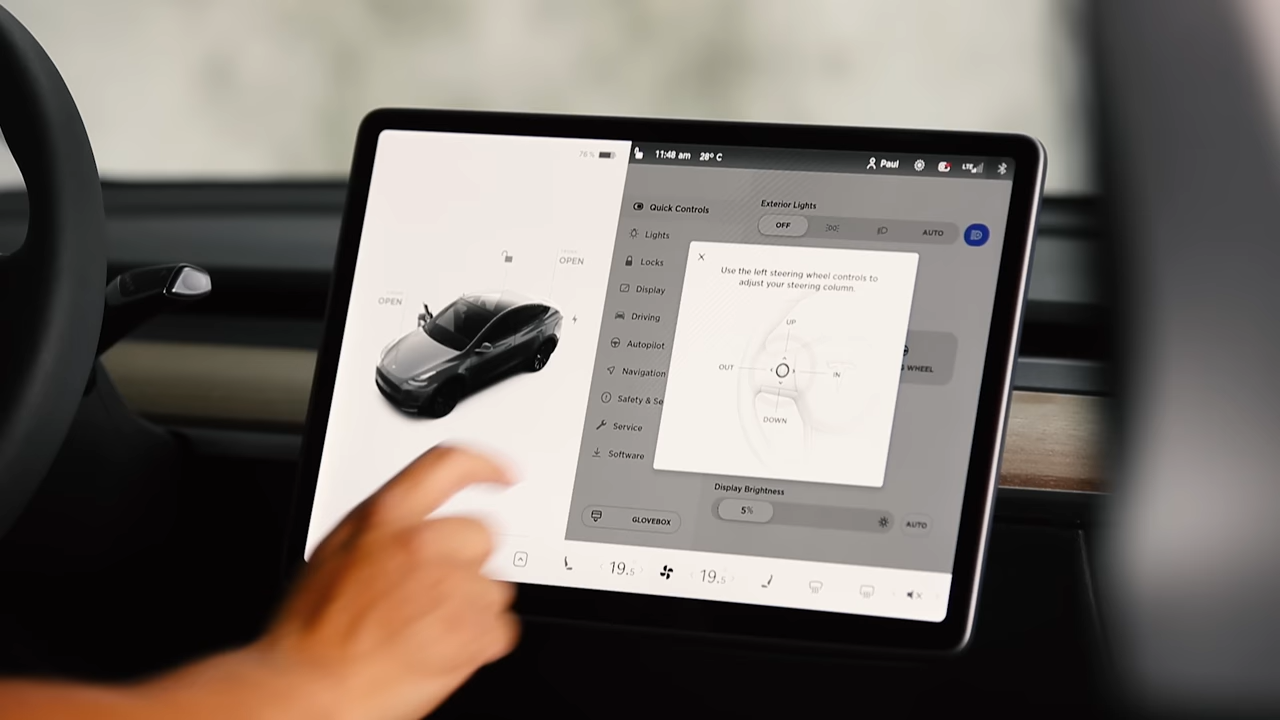 76%
11:48 am 28° C
Paul
LTE
OPEN
OPEN
Quick Controls
Lights
Locks
Display
Driving
Autopilot
Navigation
Safety & Se
Service
Software
GLOVEBOX
Exterior Lights
OFF
AUTO
Use the left steering wheel controls to
adjust your steering column.
UP
OUT
IN
DOWN
WHEEL
Display Brightness
5%
AUTO
19.5
19.5